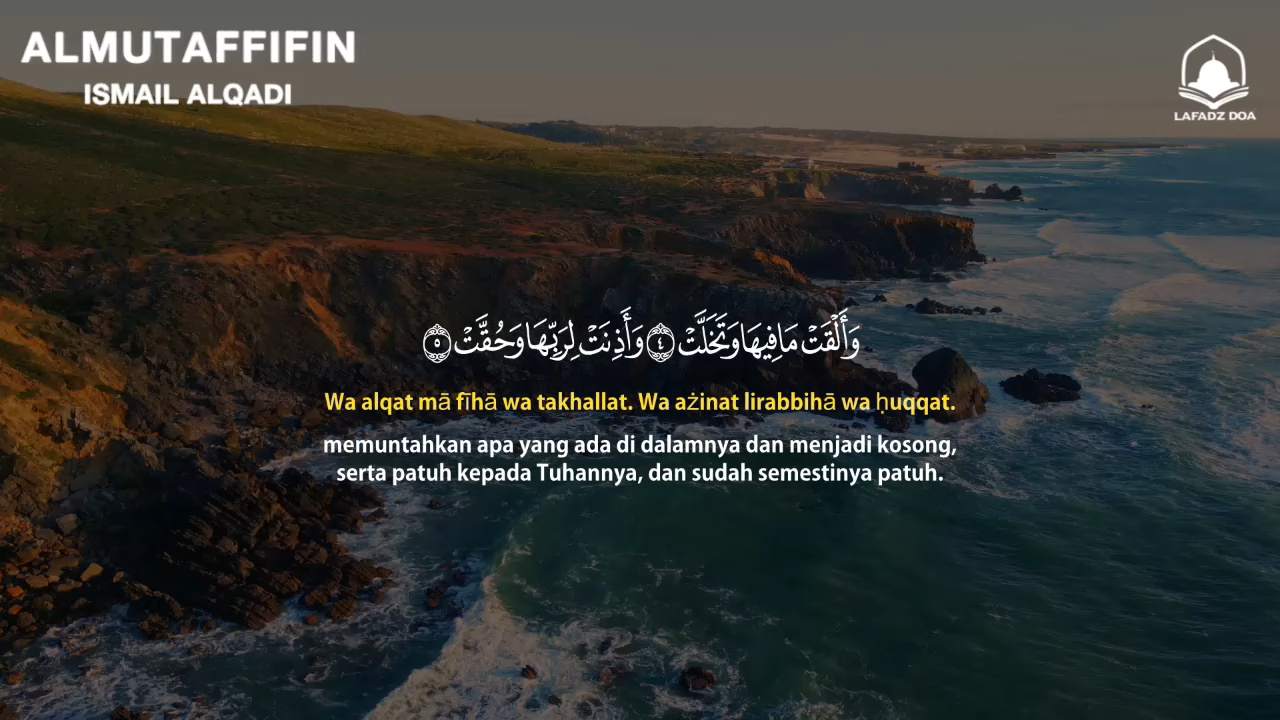 ALMUTAFFIFIN
ISMAIL ALQADI
LAFADZ DOA
وَأَلْقَتْ مَا فِيهَا وَتَخَلَّتْ ٤ وَأَذِنَتْ لِرَبِّهَا وَحُقَّتْ ٥
Wa alqat mā fīhā wa takhallat. Wa ażinat lirabbihā wa ḥuqqat.
memuntahkan apa yang ada di dalamnya dan menjadi kosong,
serta patuh kepada Tuhannya, dan sudah semestinya patuh.